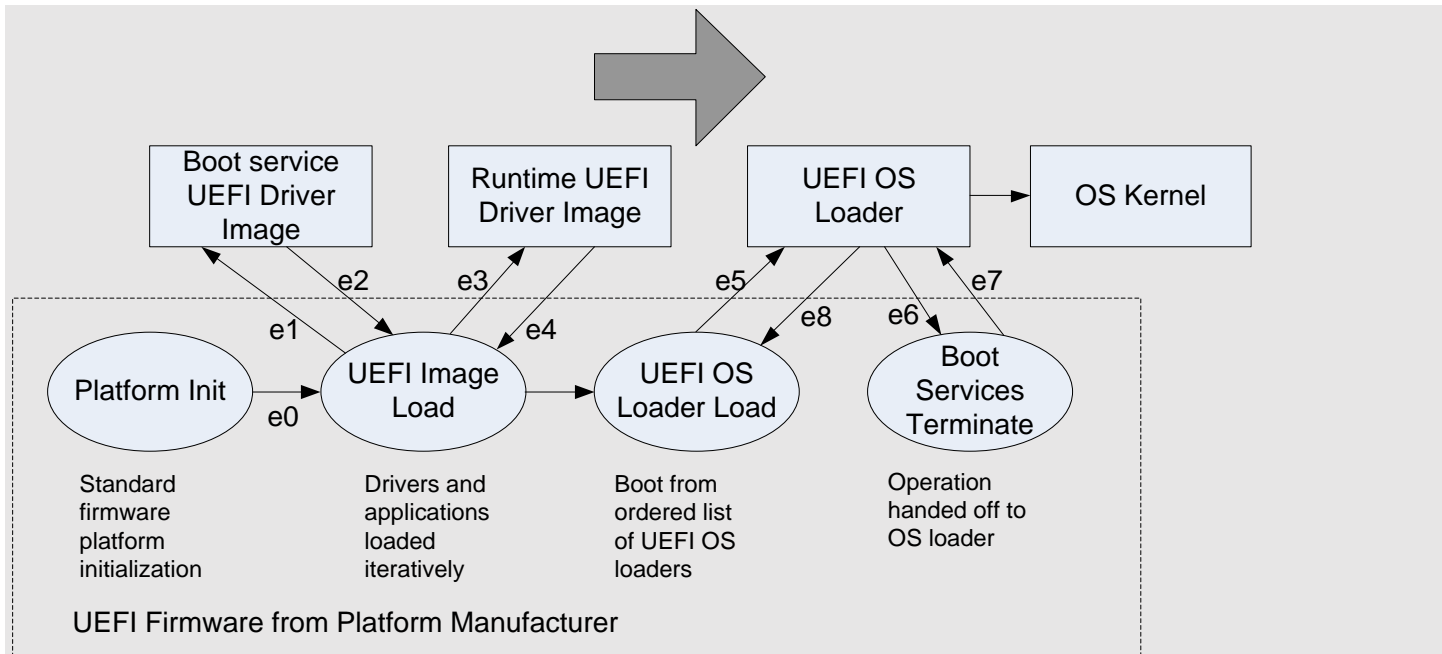 Boot service
UEFI Driver
Image
Runtime UEFI
Driver Image
UEFI OS
Loader
OS Kernel
e2
e3
e5
e7
e1
e4
e8
e6
Platform Init
e0
UEFI Image
Load
UEFI OS
Loader Load
Boot
Services
Terminate
Standard
firmware
platform
initialization
Drivers and
applications
loaded
iteratively
Boot from
ordered list
of UEFI OS
loaders
Operation
handed off to
OS loader
UEFI Firmware from Platform Manufacturer